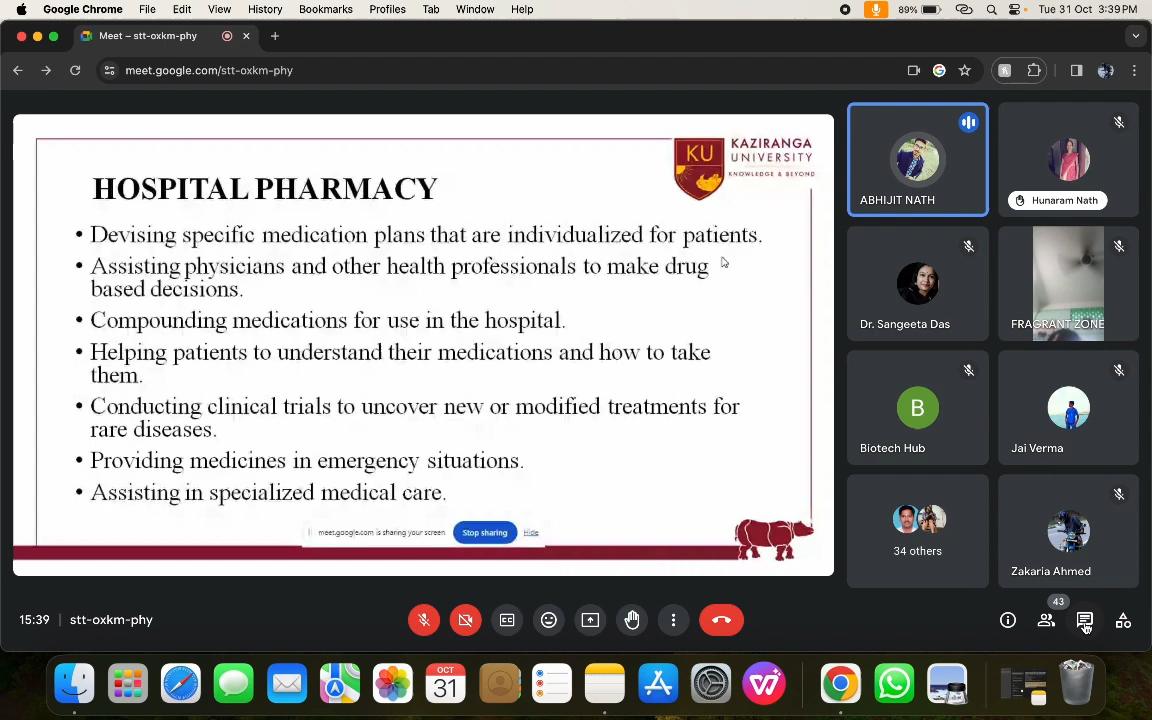 Google Chrome File Edit View History Bookmarks Profiles Tab Window Help 89% Tue 31 Oct 3:39 PM
Meet – stt-oxkm-phy
meet.google.com/stt-oxkm-phy
HOSPITAL PHARMACY
KU
KAZIRANGA
UNIVERSITY
KNOWLEDGE & BEYOND
• Devising specific medication plans that are individualized for patients.
• Assisting physicians and other health professionals to make drug
based decisions.
• Compounding medications for use in the hospital.
• Helping patients to understand their medications and how to take
them.
• Conducting clinical trials to uncover new or modified treatments for
rare diseases.
• Providing medicines in emergency situations.
• Assisting in specialized medical care.
meet.google.com is sharing your screen Stop sharing Hide
ABHIJIT NATH
Hunaram Nath
Dr. Sangeeta Das
FRAGRANT ZONE
B
Biotech Hub
Jai Verma
34 others
Zakaria Ahmed
15:39 | stt-oxkm-phy
43
OCT
31